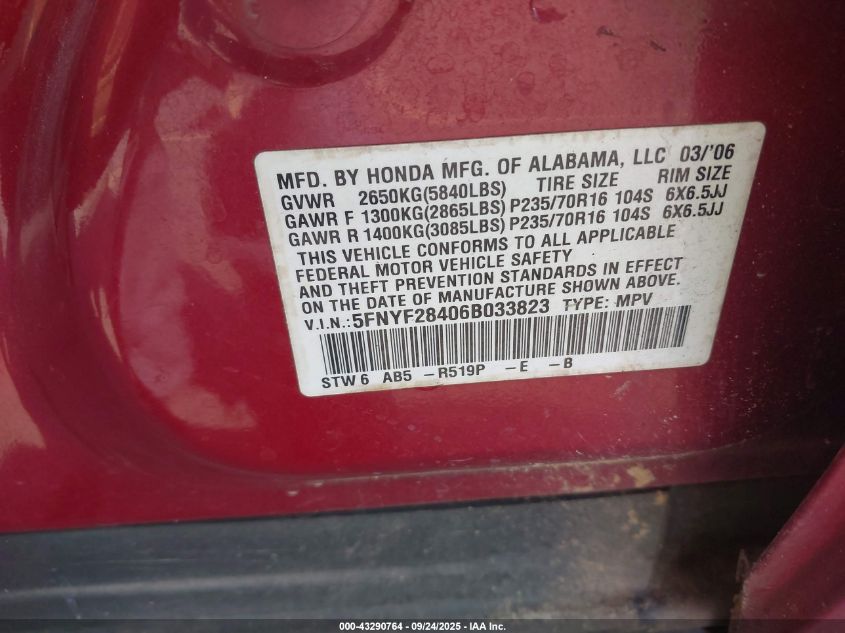 MFD. BY HONDA MFG. OF ALABAMA, LLC 03/'06
GVWR 2650KG(5840LBS) TIRE SIZE RIM SIZE
GAWR F 1300KG(2865LBS) P235/70R16 104S 6X6.5JJ
GAWR R 1400KG(3085LBS) P235/70R16 104S 6X6.5JJ
THIS VEHICLE CONFORMS TO ALL APPLICABLE
FEDERAL MOTOR VEHICLE SAFETY
AND THEFT PREVENTION STANDARDS IN EFFECT
ON THE DATE OF MANUFACTURE SHOWN ABOVE.
V.I.N.: 5FNYF28406B033823 TYPE: MPV
STW 6 AB5 -R519P -E -B
000-43290764 - 09/24/2025 - IAA Inc.